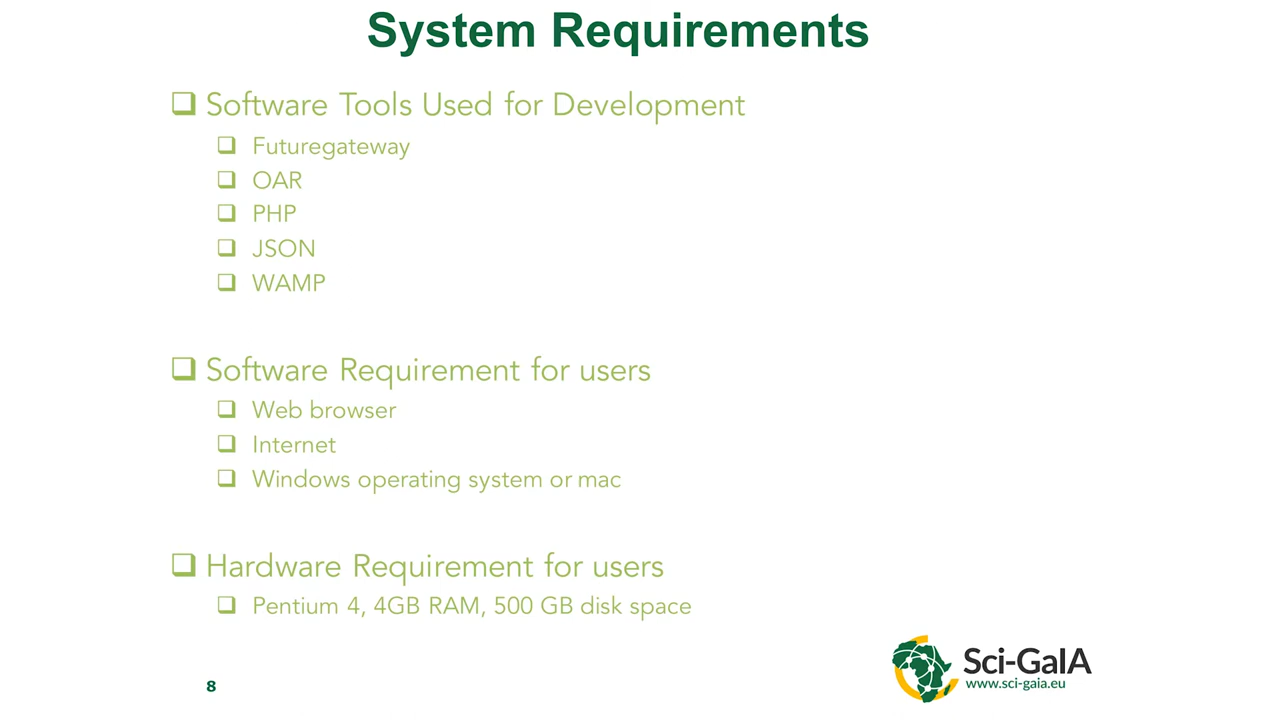 System Requirements
Software Tools Used for Development
Futuregateway
OAR
PHP
JSON
WAMP
Software Requirement for users
Web browser
Internet
Windows operating system or mac
Hardware Requirement for users
Pentium 4, 4GB RAM, 500 GB disk space
Sci-GaIA
www.sci-gaia.eu
8